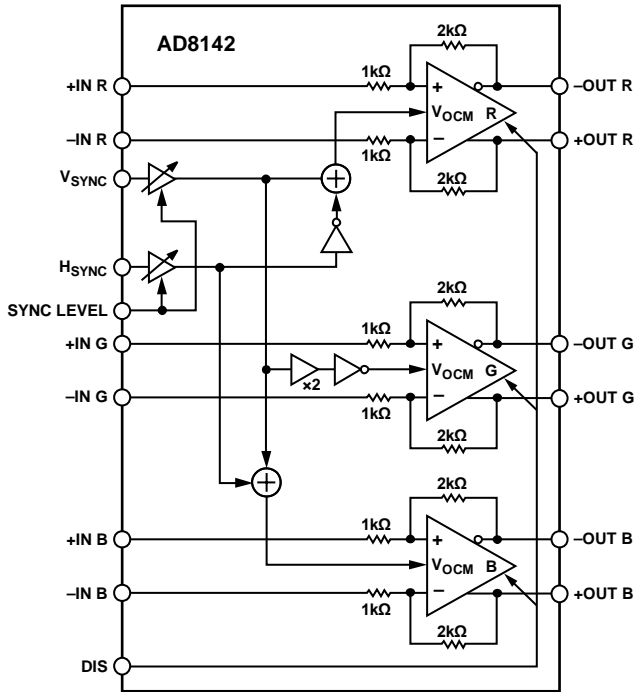 AD8142
2kΩ
+IN R
1kΩ
–OUT R
+
VOCM R
–IN R
1kΩ
–
+OUT R
VSYNC
2kΩ
+
HSYNC
SYNC LEVEL
2kΩ
+IN G
1kΩ
–OUT G
+
×2
VOCM G
–IN G
–
+OUT G
1kΩ
2kΩ
+
2kΩ
+IN B
1kΩ
–OUT B
+
VOCM B
–IN B
–
+OUT B
1kΩ
2kΩ
DIS